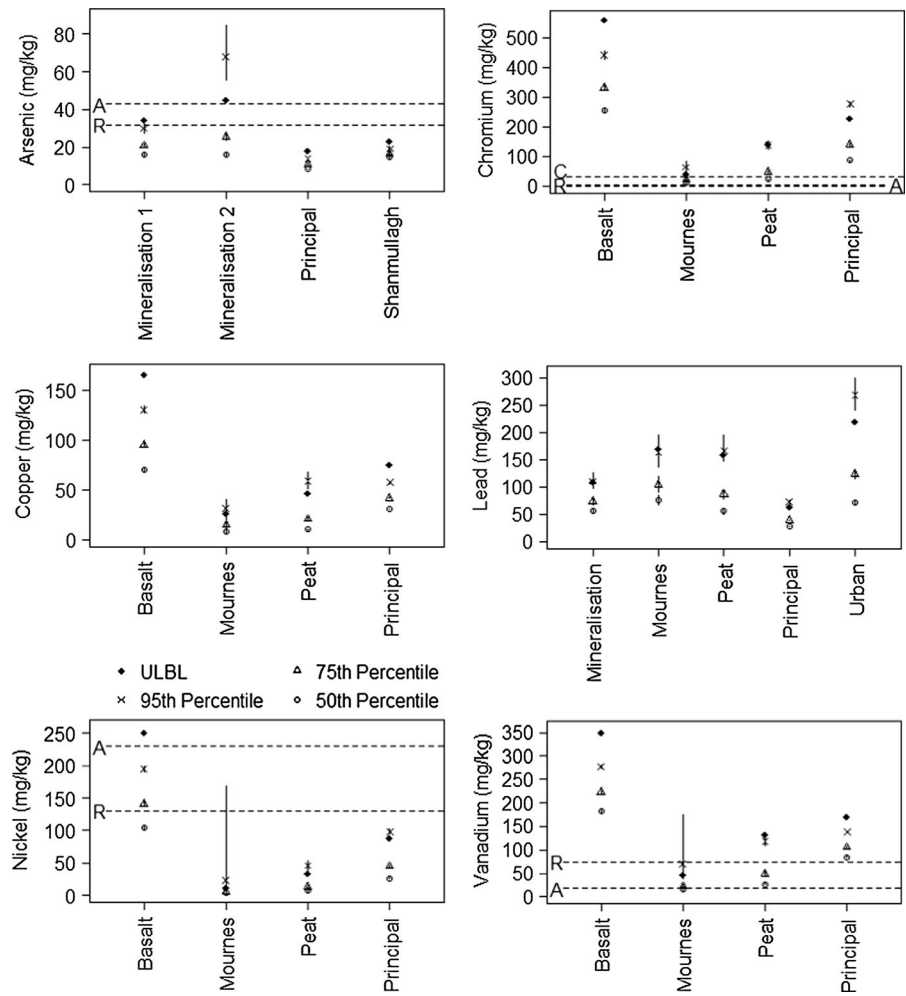 Arsenic (mg/kg)
80
60
40
20
0
A
R
Mineralisation 1
Mineralisation 2
Principal
Shanmullagh
Chromium (mg/kg)
500
400
300
200
100
0
C
R
A
Basalt
Mournes
Peat
Principal
Copper (mg/kg)
150
100
50
0
Basalt
Mournes
Peat
Principal
Lead (mg/kg)
300
250
200
150
100
50
0
Mineralisation
Mournes
Peat
Principal
Urban
ULBL
75th Percentile
95th Percentile
50th Percentile
Nickel (mg/kg)
250
200
150
100
50
0
A
R
Basalt
Mournes
Peat
Principal
Vanadium (mg/kg)
350
300
250
200
150
100
50
0
R
A
Basalt
Mournes
Peat
Principal